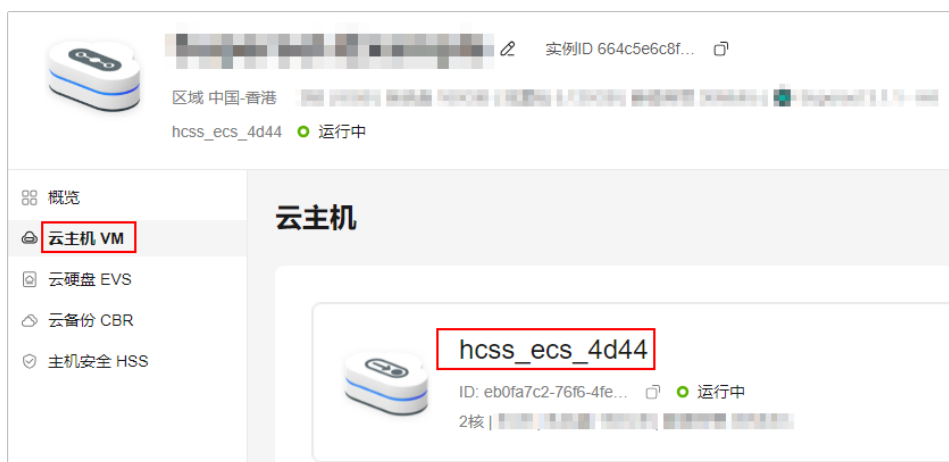 实例ID 664c5e6c8f...
区域 中国-香港
hcss_ecs_4d44 运行中
概览
云主机 VM
云硬盘 EVS
云备份 CBR
主机安全 HSS
云主机
hcss_ecs_4d44
ID: eb0fa7c2-76f6-4fe... 运行中
2核 |